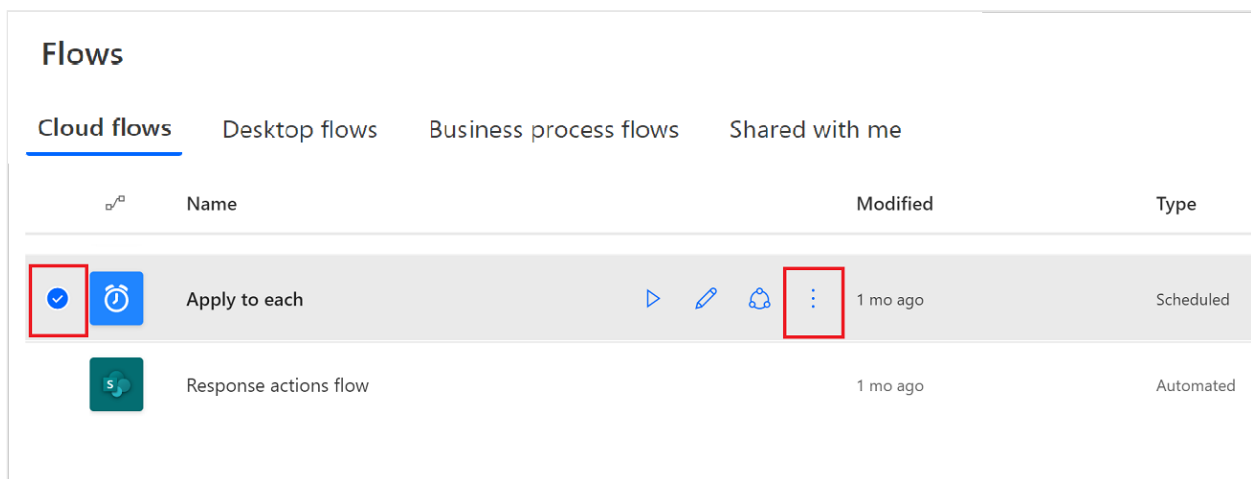 Flows
Cloud flows Desktop flows Business process flows Shared with me
Name Modified Type
Apply to each 1 mo ago Scheduled
S
Response actions flow 1 mo ago Automated